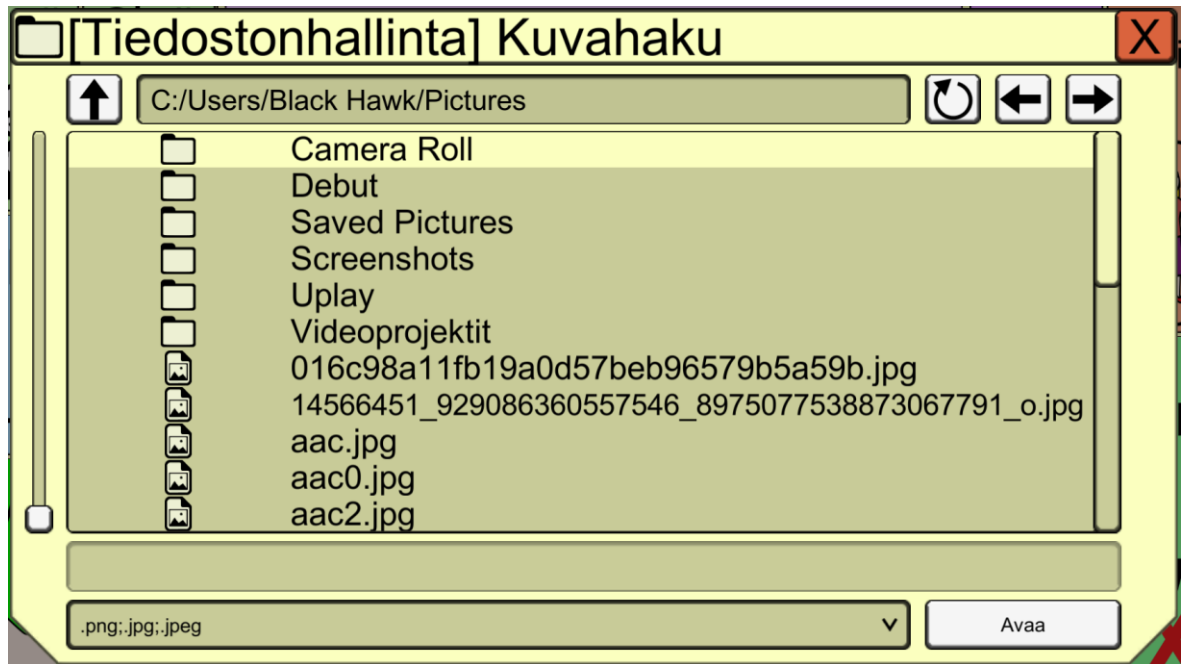 [Tiedostonhallinta] Kuvahaku X
C:/Users/Black Hawk/Pictures
Camera Roll
Debut
Saved Pictures
Screenshots
Uplay
Videoprojektit
016c98a11fb19a0d57beb96579b5a59b.jpg
14566451_929086360557546_8975077538873067791_o.jpg
aac.jpg
aac0.jpg
aac2.jpg
.png;.jpg;.jpeg Avaa